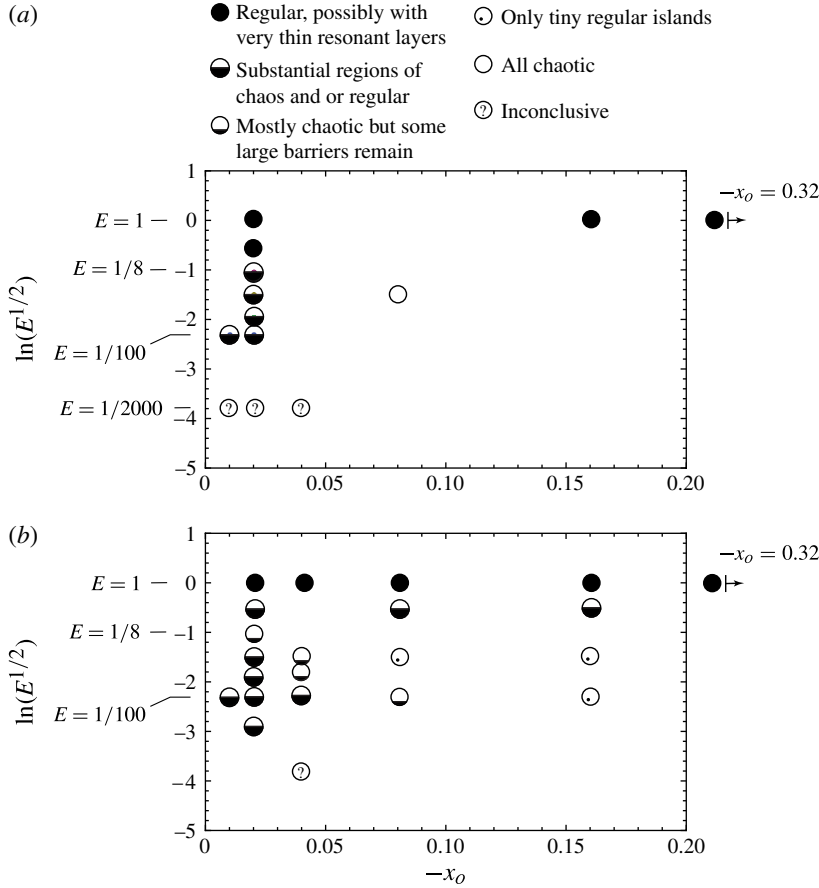 (a)
Regular, possibly with
very thin resonant layers
Substantial regions of
chaos and or regular
Mostly chaotic but some
large barriers remain
Only tiny regular islands
All chaotic
? Inconclusive
1
0
−1
−2
−3
−4
−5
E = 1
E = 1/8
E = 1/100
E = 1/2000
ln(E^{1/2})
? ? ?
−x_o = 0.32
0 0.05 0.10 0.15 0.20
(b)
1
0
−1
−2
−3
−4
−5
E = 1
E = 1/8
E = 1/100
ln(E^{1/2})
?
−x_o = 0.32
0 0.05 0.10 0.15 0.20
−x_o